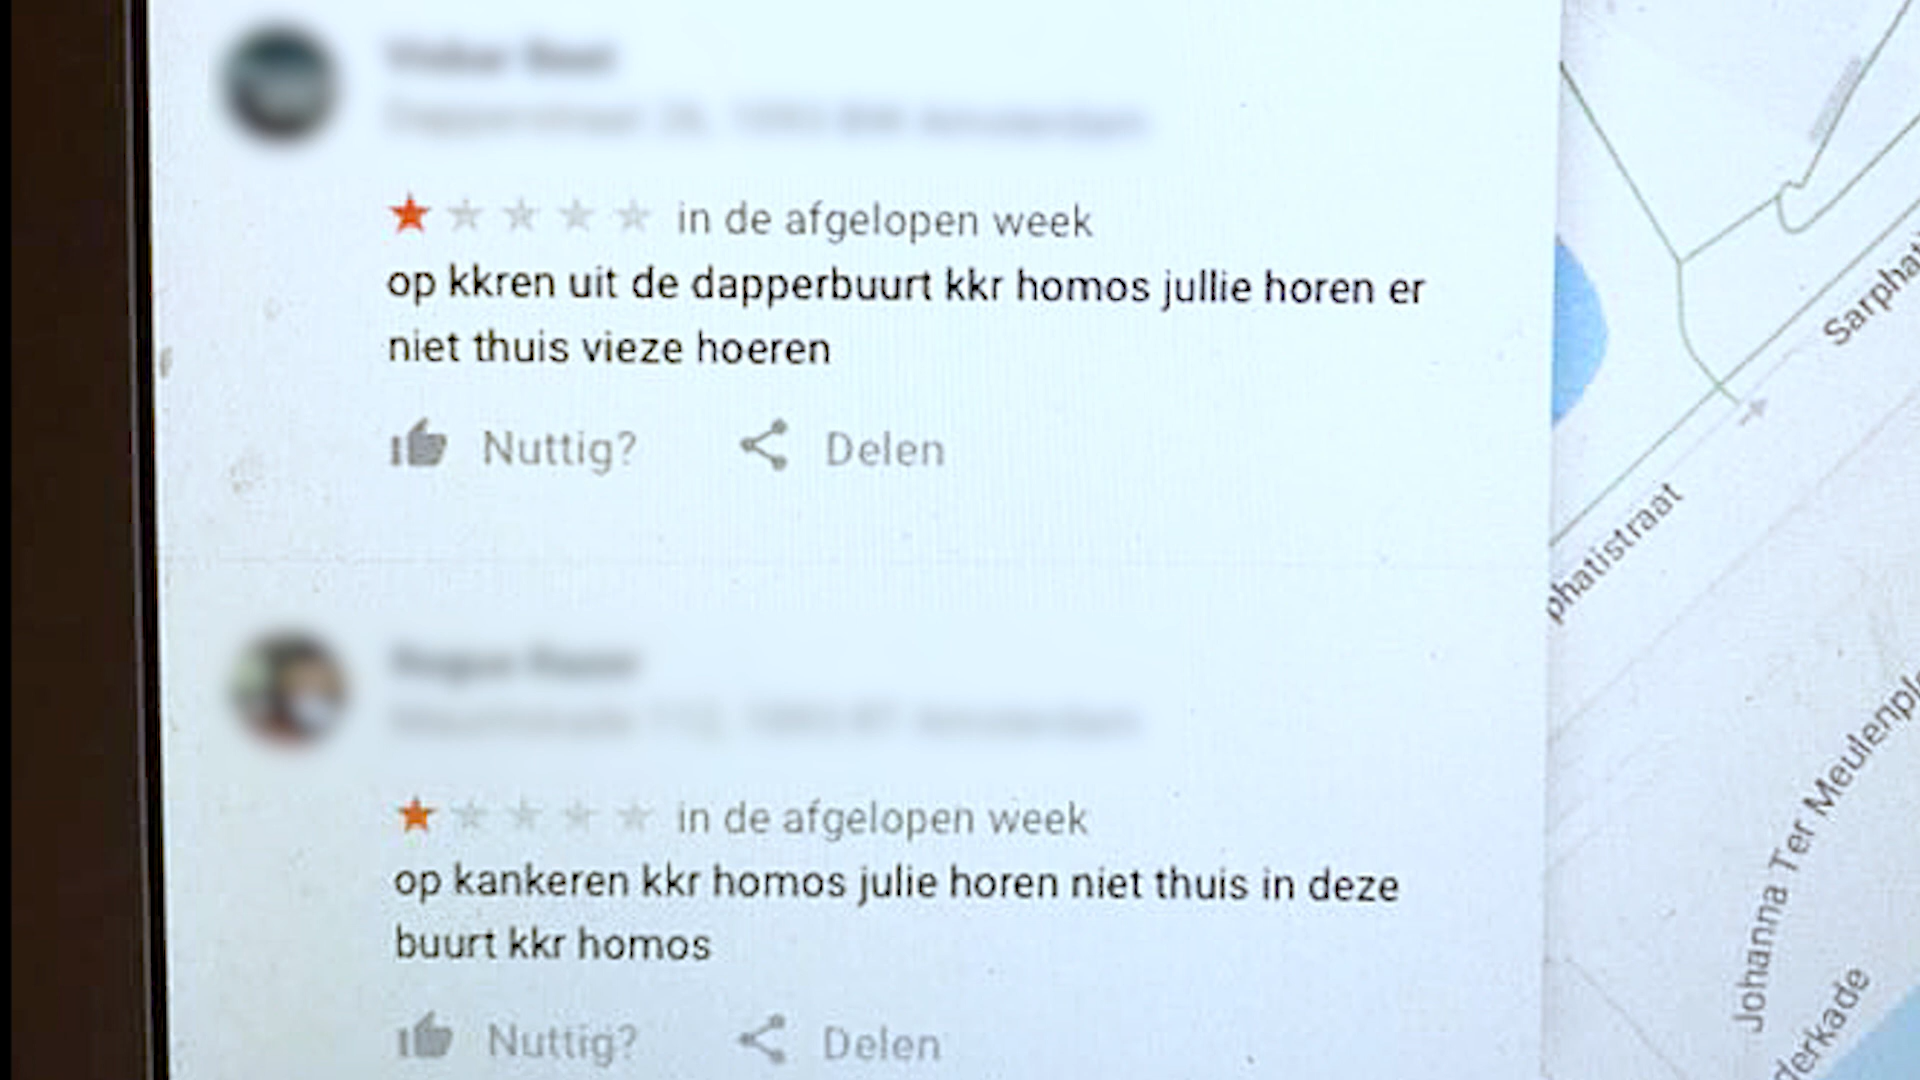 in de afgelopen week
op kkren uit de dapperbuurt kkr homos jullie horen er
niet thuis vieze hoeren
Nuttig?
Delen
in de afgelopen week
op kankeren kkr homos julie horen niet thuis in deze
buurt kkr homos
Nuttig?
Delen
Sarphati
phatistraat
Johanna Ter Meulenpl
derkade